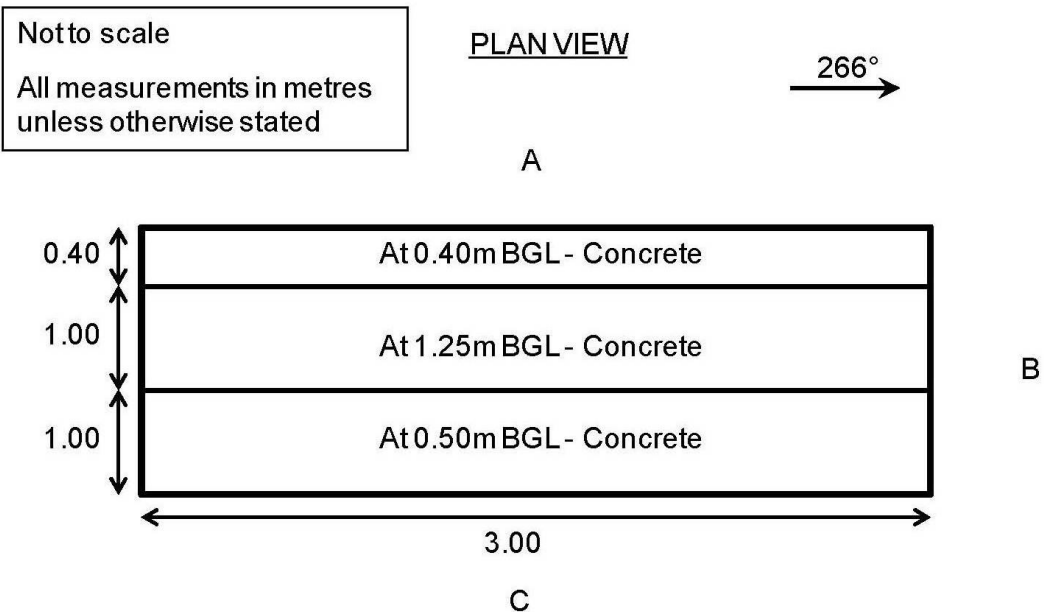 Not to scale
All measurements in metres
unless otherwise stated
PLAN VIEW
266°
A
0.40
At 0.40m BGL - Concrete
1.00
At 1.25m BGL - Concrete
B
1.00
At 0.50m BGL - Concrete
3.00
C